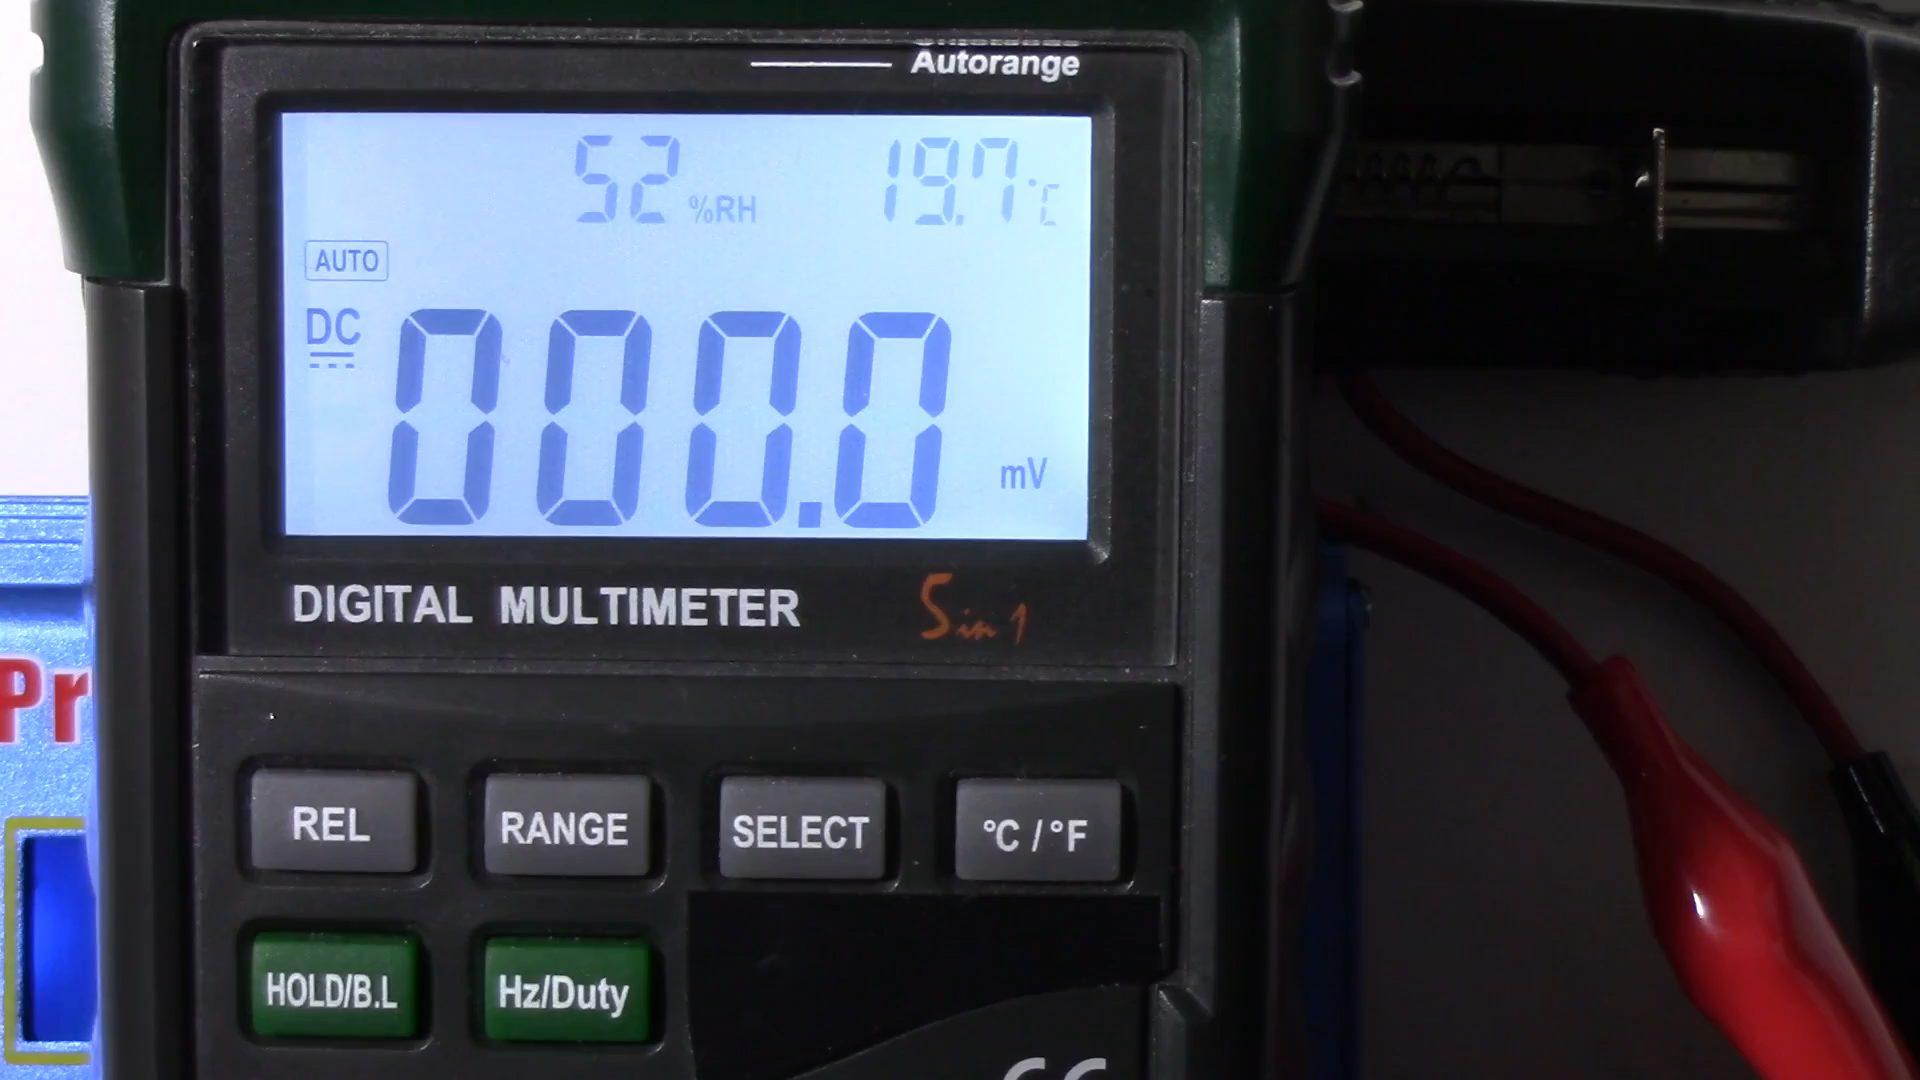 Autorange
52 %RH 19.7 °C
AUTO
DC
000.0 mV
DIGITAL MULTIMETER 5 in 1
REL RANGE SELECT °C / °F
HOLD/B.L Hz/Duty
Pr